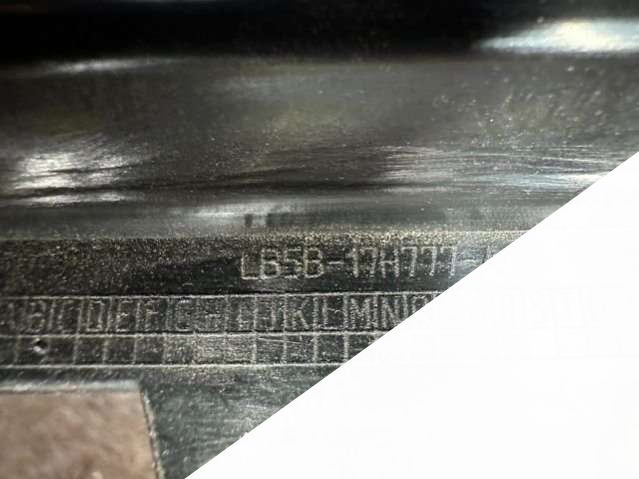 LB5B-17H777-
B C D E F G H I J K L M N